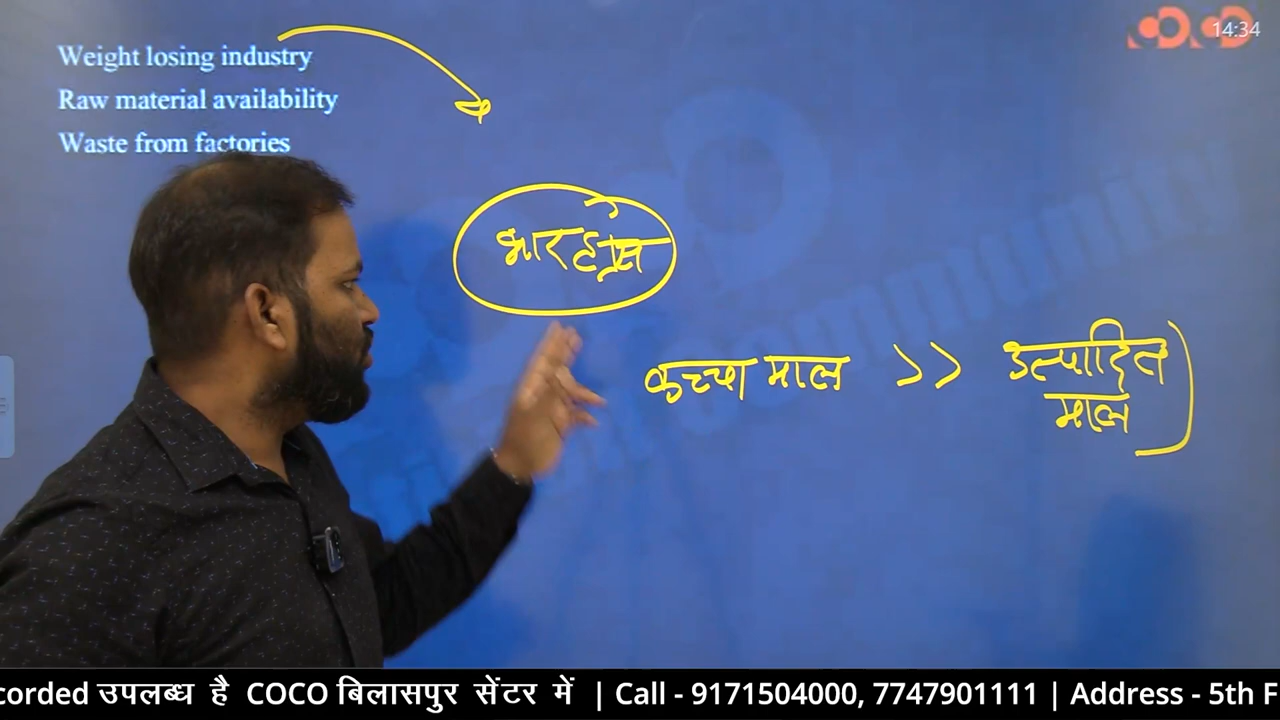 Weight losing industry
Raw material availability
Waste from factories
14:34
भारह्रास
कच्चा माल >> उत्पादित
माल
corded उपलब्ध है COCO बिलासपुर सेंटर में | Call - 9171504000, 7747901111 | Address - 5th F